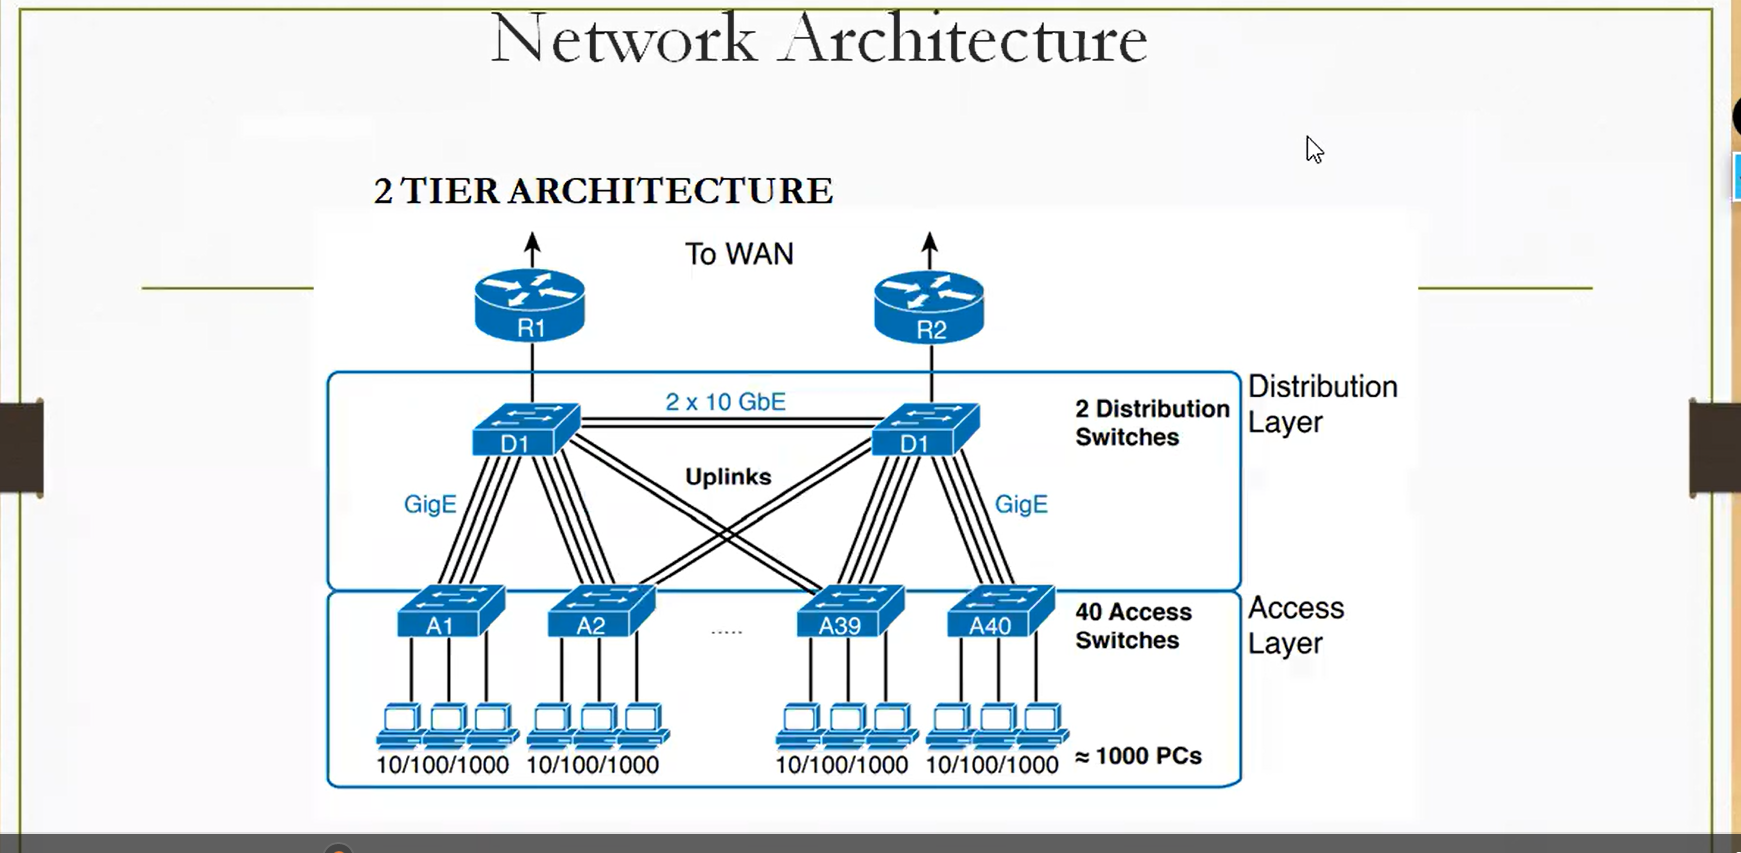 Network Architecture
2 TIER ARCHITECTURE
To WAN
R1
R2
Distribution
Layer
2 x 10 GbE
2 Distribution
Switches
D1
D1
Uplinks
GigE
GigE
Access
Layer
40 Access
Switches
A1
A2
.....
A39
A40
≈ 1000 PCs
10/100/1000
10/100/1000
10/100/1000
10/100/1000